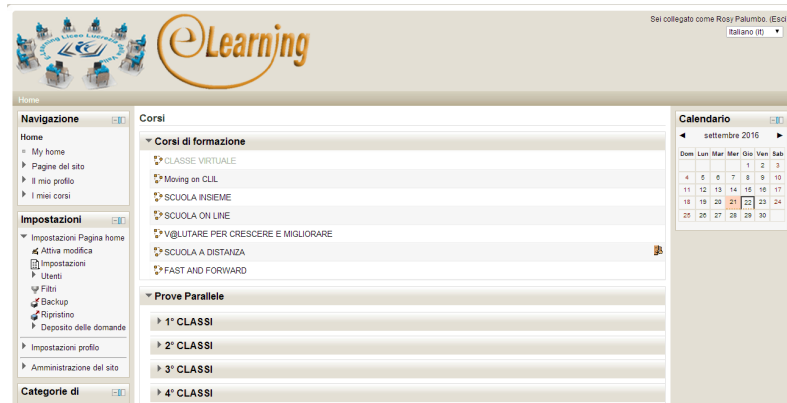 Sei collegato come Rosy Palumbo. (Esci
Italiano (it)
eLearning
Home
Navigazione
Home
My home
Pagine del sito
Il mio profilo
I miei corsi
Impostazioni
Impostazioni Pagina home
Attiva modifica
Impostazioni
Utenti
Filtri
Backup
Ripristino
Deposito delle domande
Impostazioni profilo
Amministrazione del sito
Categorie di
Corsi
Corsi di formazione
CLASSE VIRTUALE
Moving on CLIL
SCUOLA INSIEME
SCUOLA ON LINE
V@LUTARE PER CRESCERE E MIGLIORARE
SCUOLA A DISTANZA
FAST AND FORWARD
Prove Parallele
1° CLASSI
2° CLASSI
3° CLASSI
4° CLASSI
Calendario
settembre 2016
Dom Lun Mar Mer Gio Ven Sab
1 2 3
4 5 6 7 8 9 10
11 12 13 14 15 16 17
18 19 20 21 22 23 24
25 26 27 28 29 30